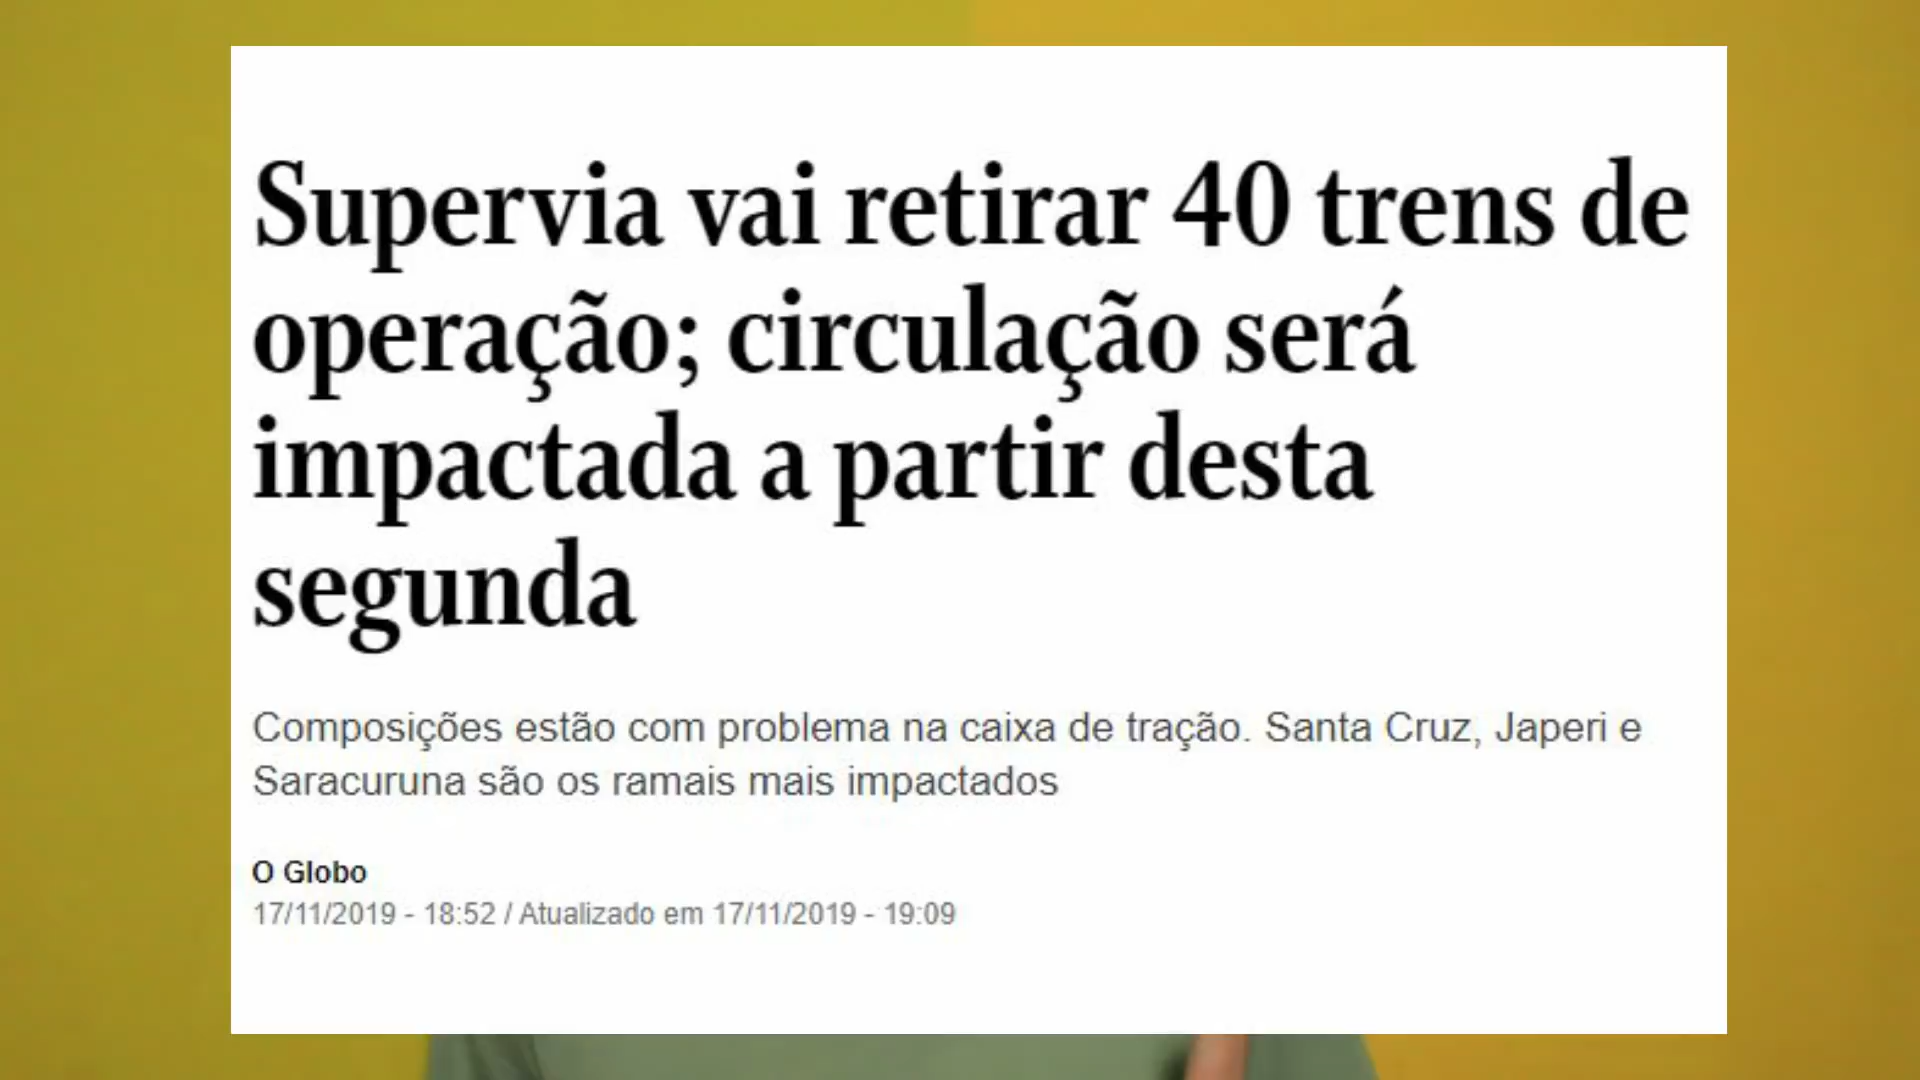 Supervia vai retirar 40 trens de
operação; circulação será
impactada a partir desta
segunda
Composições estão com problema na caixa de tração. Santa Cruz, Japeri e
Saracuruna são os ramais mais impactados
O Globo
17/11/2019 - 18:52 / Atualizado em 17/11/2019 - 19:09